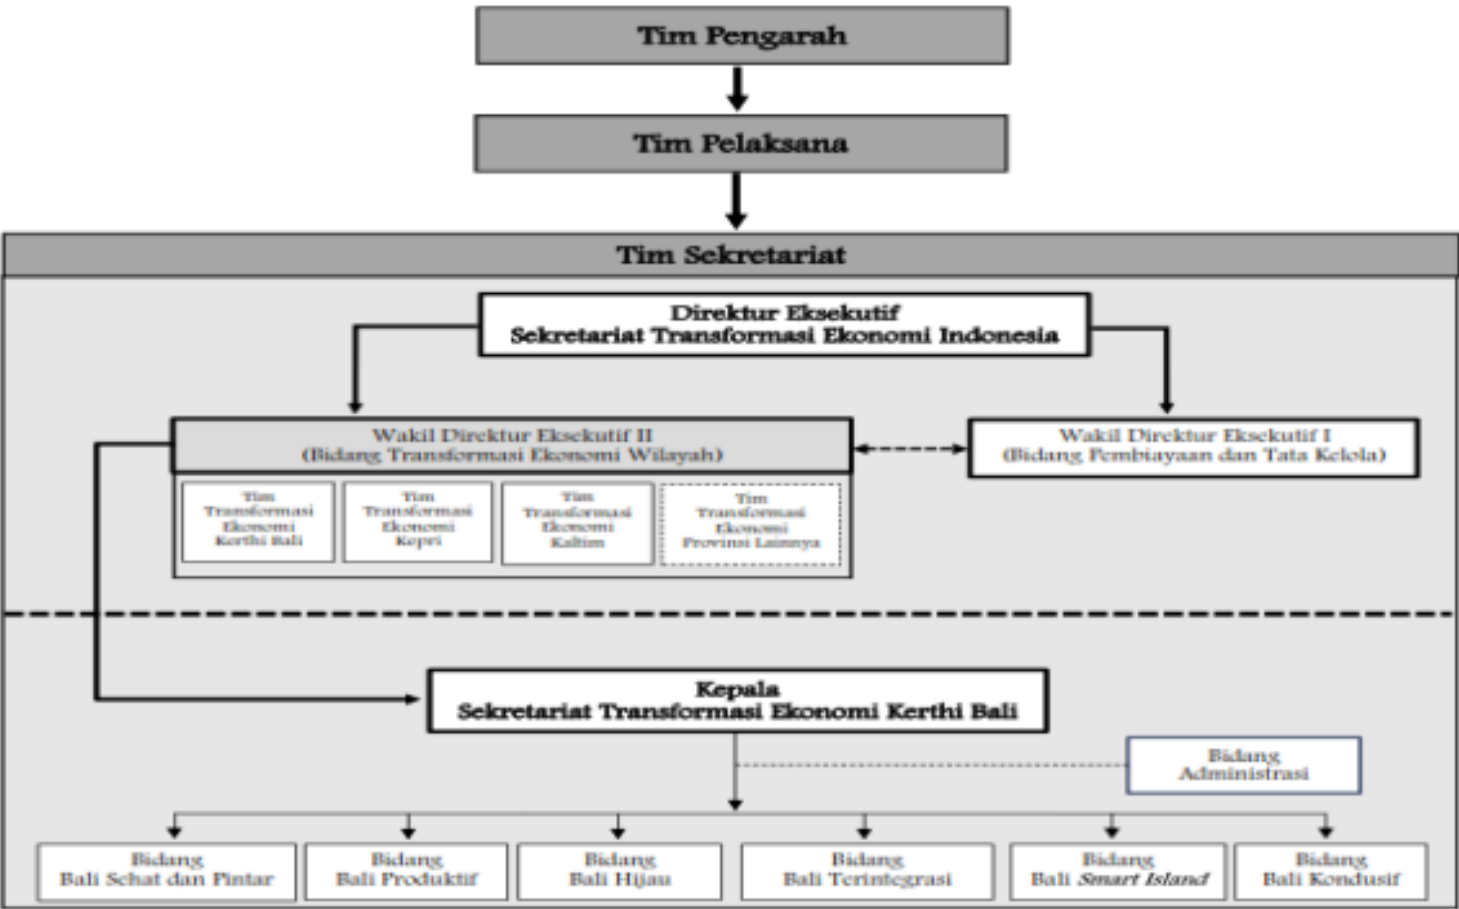 Tim Pengarah
Tim Pelaksana
Tim Sekretariat
Direktur Eksekutif
Sekretariat Transformasi Ekonomi Indonesia
Wakil Direktur Eksekutif II
(Bidang Transformasi Ekonomi Wilayah)
Wakil Direktur Eksekutif I
(Bidang Pembiayaan dan Tata Kelola)
Tim
Transformasi
Ekonomi
Kerthi Bali
Tim
Transformasi
Ekonomi
Kepri
Tim
Transformasi
Ekonomi
Kaltim
Tim
Transformasi
Ekonomi
Provinsi Lainnya
Kepala
Sekretariat Transformasi Ekonomi Kerthi Bali
Bidang
Administrasi
Bidang
Bali Sehat dan Pintar
Bidang
Bali Produktif
Bidang
Bali Hijau
Bidang
Bali Terintegrasi
Bidang
Bali Smart Island
Bidang
Bali Kondusif